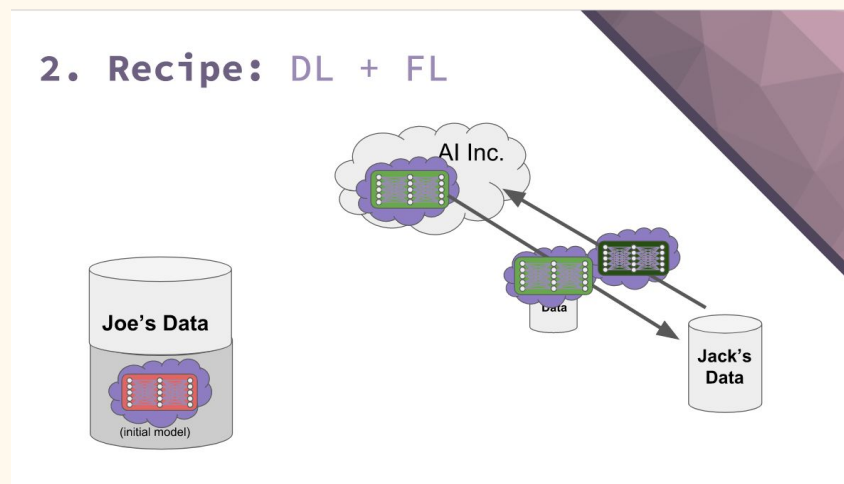 2. Recipe: DL + FL
AI Inc.
Joe's Data
(initial model)
Data
Jack's
Data